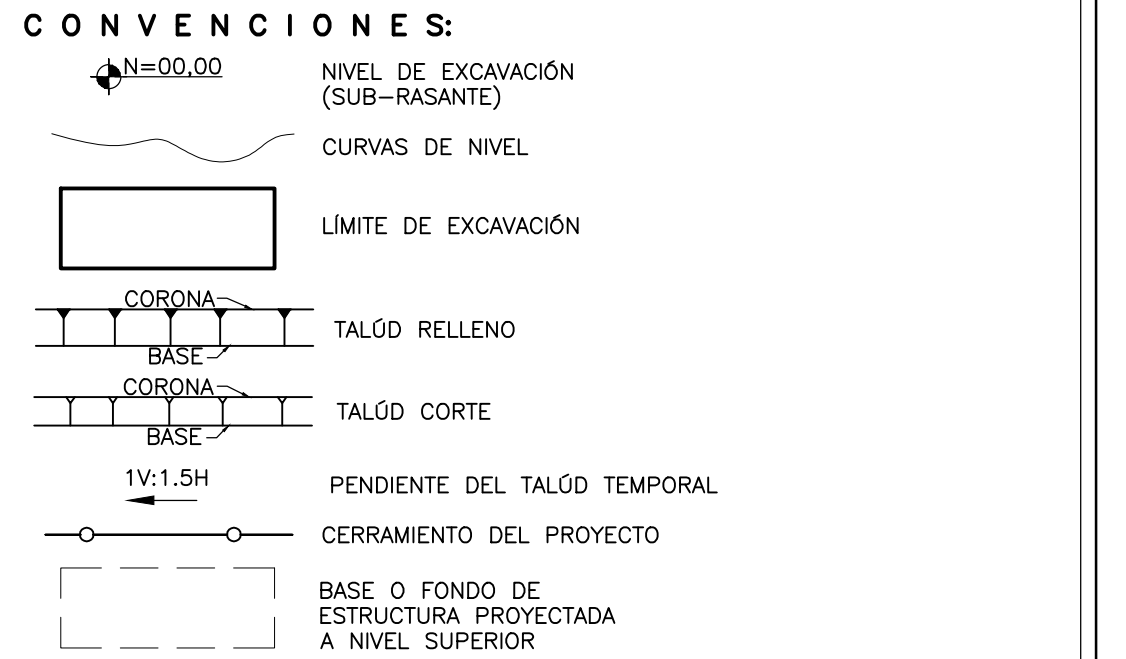 CONVENCIONES:
N=00,00
NIVEL DE EXCAVACIÓN
(SUB-RASANTE)
CURVAS DE NIVEL
LÍMITE DE EXCAVACIÓN
CORONA
TALÚD RELLENO
BASE
CORONA
TALÚD CORTE
BASE
1V:1.5H
PENDIENTE DEL TALÚD TEMPORAL
CERRAMIENTO DEL PROYECTO
BASE O FONDO DE
ESTRUCTURA PROYECTADA
A NIVEL SUPERIOR